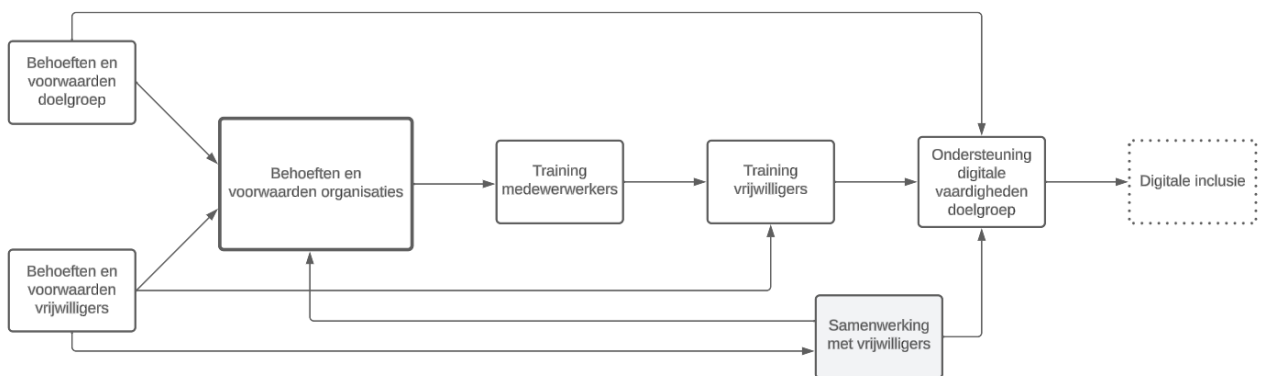 Behoeften en
voorwaarden
doelgroep
Behoeften en
voorwaarden organisaties
Training
medewerwerkers
Training
vrijwilligers
Ondersteuning
digitale
vaardigheden
doelgroep
Digitale inclusie
Behoeften en
voorwaarden
vrijwilligers
Samenwerking
met vrijwilligers